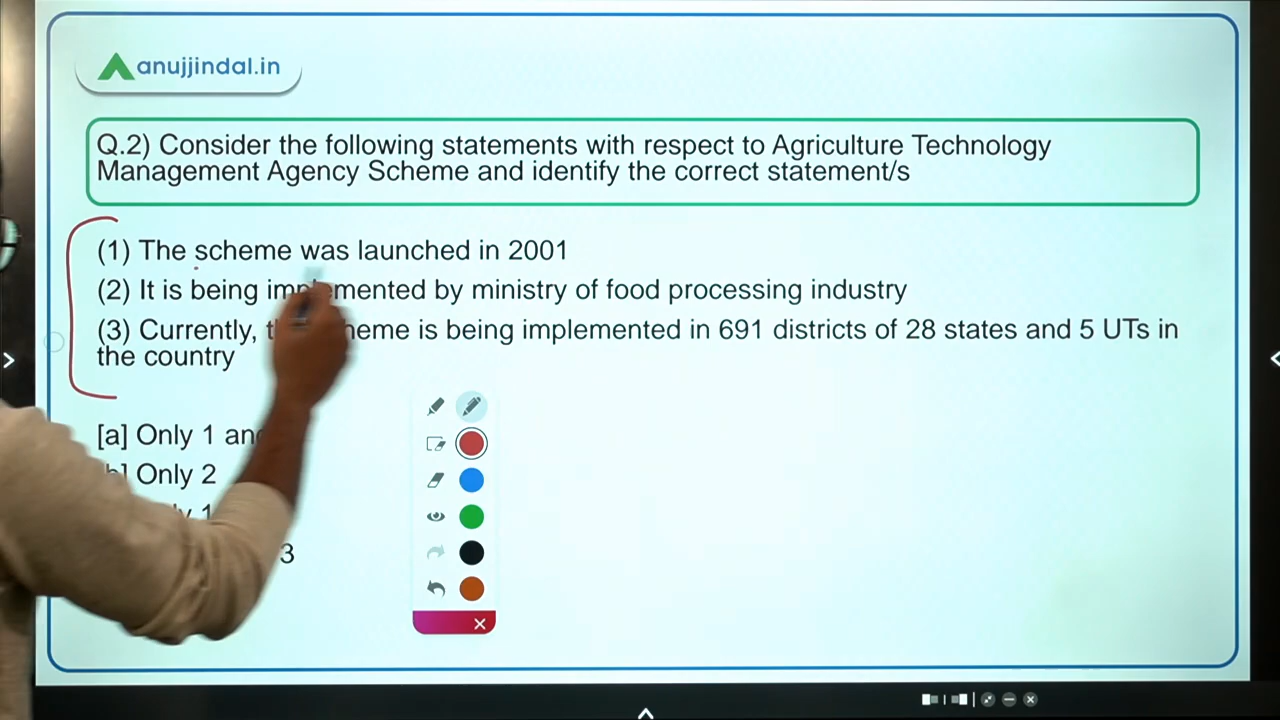 anujjindal.in
Q.2) Consider the following statements with respect to Agriculture Technology
Management Agency Scheme and identify the correct statement/s
(1) The scheme was launched in 2001
(2) It is being implemented by ministry of food processing industry
(3) Currently, scheme is being implemented in 691 districts of 28 states and 5 UTs in
the country
[a] Only 1 and
Only 2
1
3